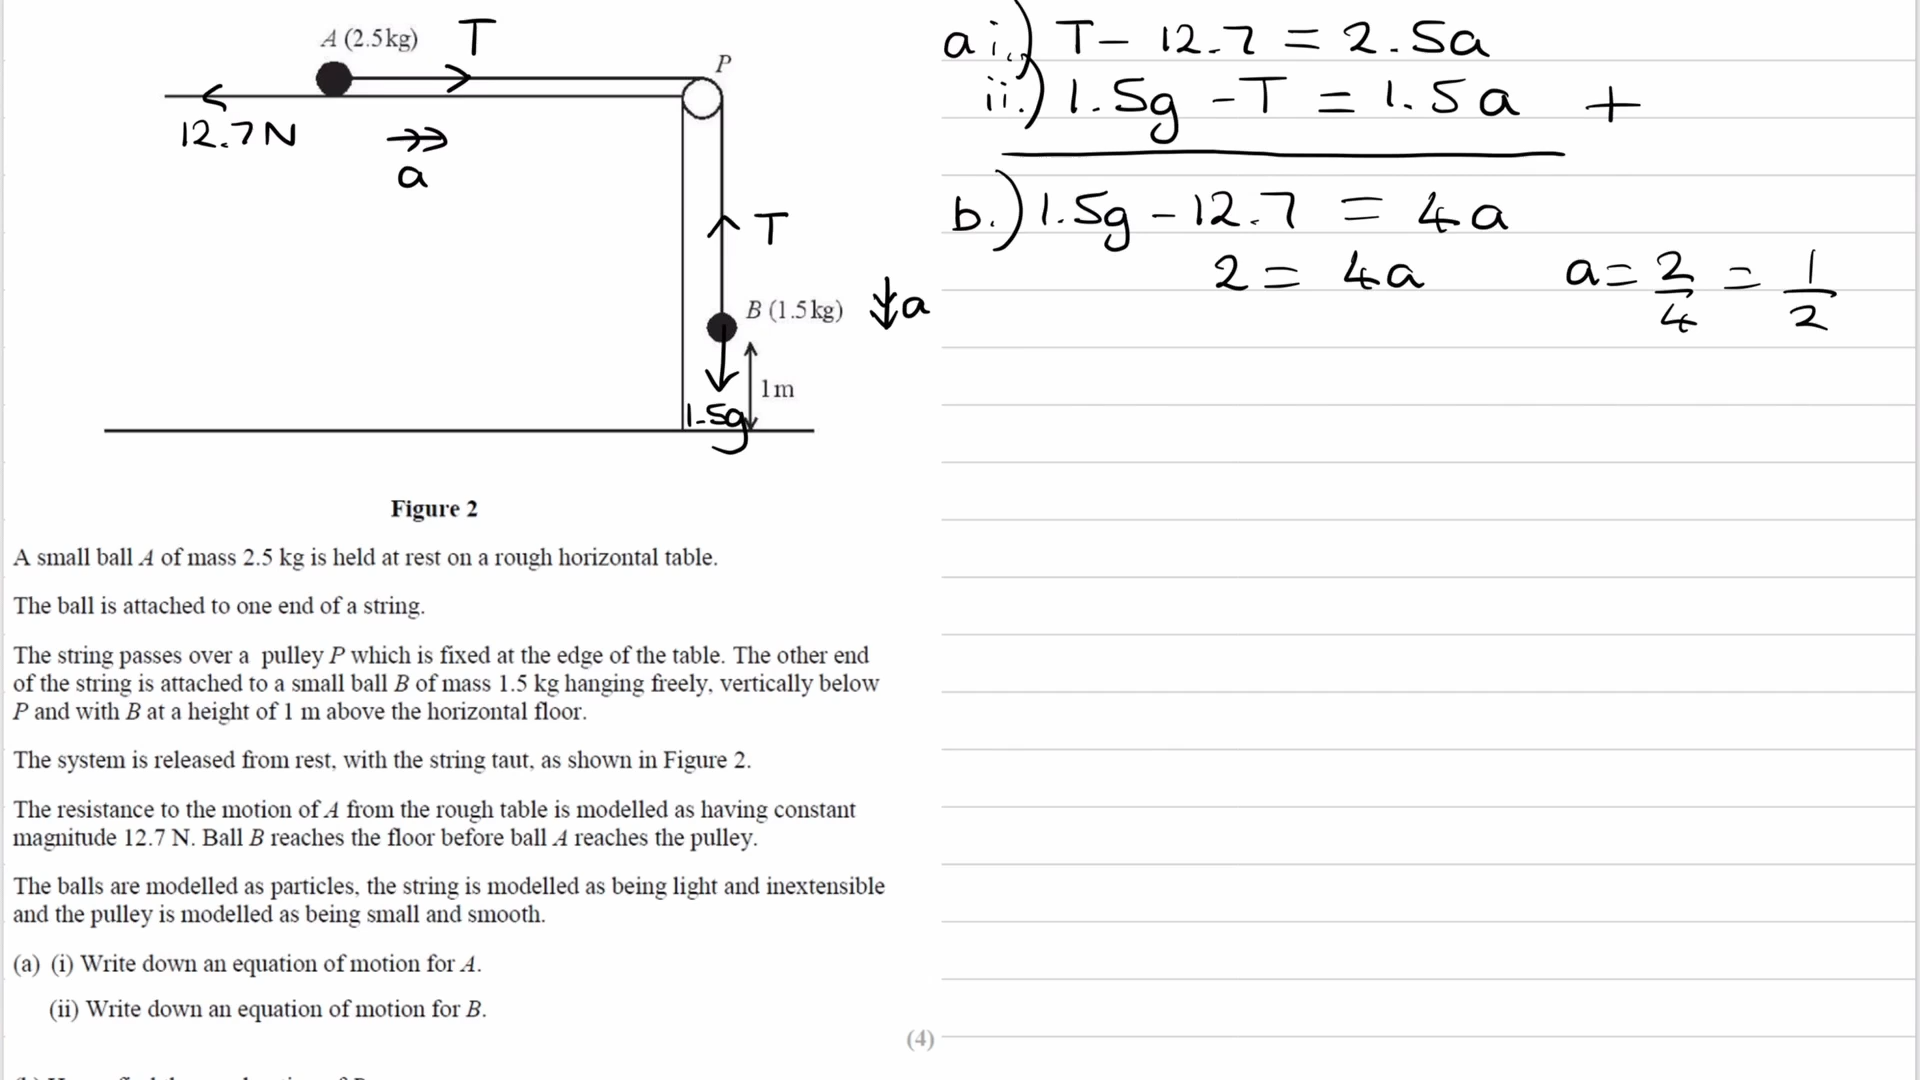 A (2.5kg)
T
P
12.7N
a
T
B (1.5kg)
a
1m
1.5g
Figure 2
A small ball A of mass 2.5 kg is held at rest on a rough horizontal table.
The ball is attached to one end of a string.
The string passes over a pulley P which is fixed at the edge of the table. The other end
of the string is attached to a small ball B of mass 1.5 kg hanging freely, vertically below
P and with B at a height of 1 m above the horizontal floor.
The system is released from rest, with the string taut, as shown in Figure 2.
The resistance to the motion of A from the rough table is modelled as having constant
magnitude 12.7 N. Ball B reaches the floor before ball A reaches the pulley.
The balls are modelled as particles, the string is modelled as being light and inextensible
and the pulley is modelled as being small and smooth.
(a) (i) Write down an equation of motion for A.
(ii) Write down an equation of motion for B.
(4)
a i.) T - 12.7 = 2.5a
ii.) 1.5g - T = 1.5a +
b.) 1.5g - 12.7 = 4a
2 = 4a a = 2/4 = 1/2